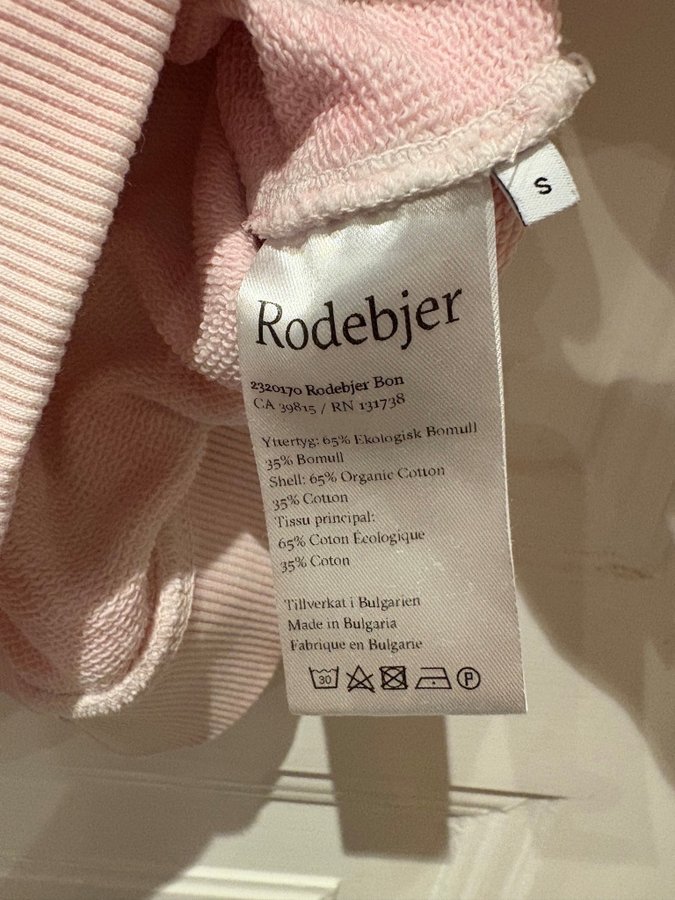 S
Rodebjer
2320170 Rodebjer Bon
CA 39815 / RN 131738
Yttertyg: 65% Ekologisk Bomull
35% Bomull
Shell: 65% Organic Cotton
35% Cotton
Tissu principal:
65% Coton Écologique
35% Coton
Tillverkat i Bulgarien
Made in Bulgaria
Fabrique en Bulgarie
30 P